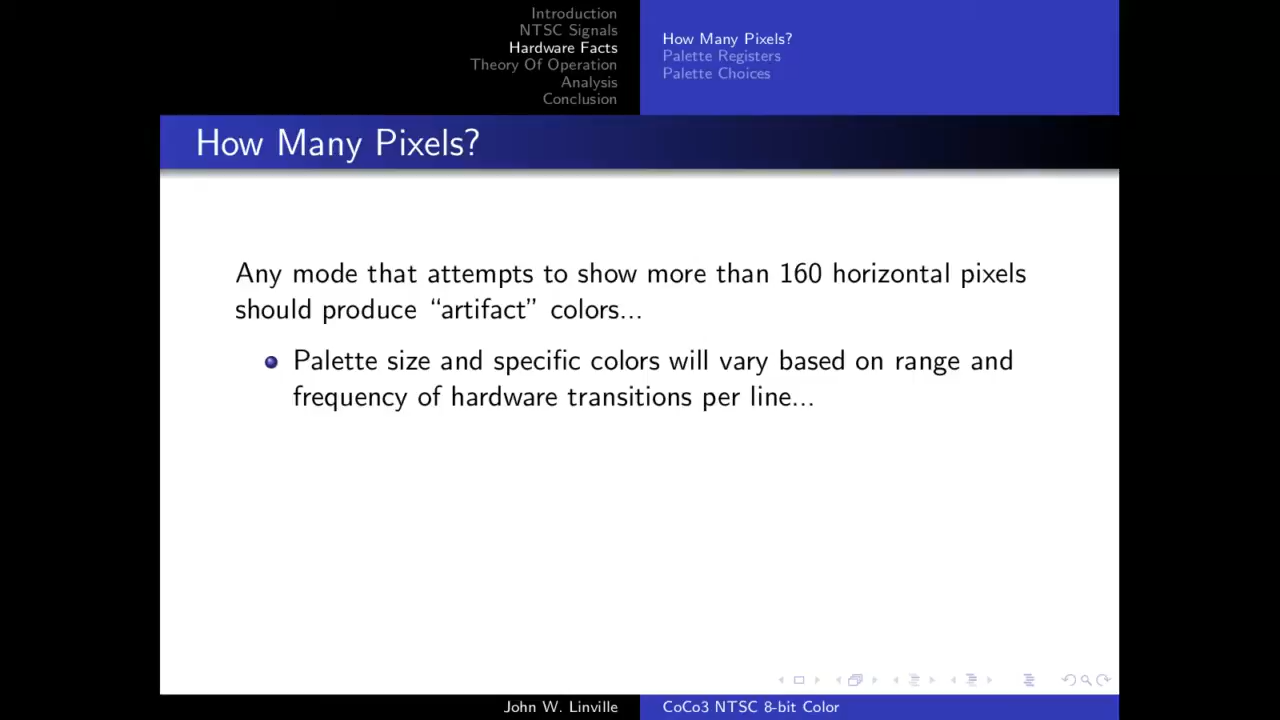 Introduction
NTSC Signals
Hardware Facts
Theory Of Operation
Analysis
Conclusion
How Many Pixels?
Palette Registers
Palette Choices
How Many Pixels?
Any mode that attempts to show more than 160 horizontal pixels
should produce “artifact” colors...
Palette size and specific colors will vary based on range and
frequency of hardware transitions per line...
John W. Linville
CoCo3 NTSC 8-bit Color